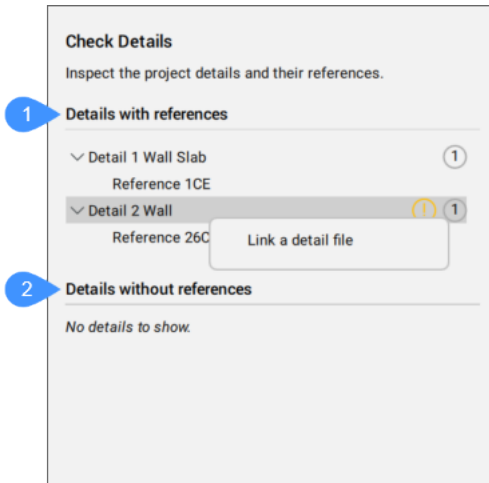 Check Details
Inspect the project details and their references.
1 Details with references
Detail 1 Wall Slab 1
Reference 1CE
Detail 2 Wall 1 1
Reference 26C
Link a detail file
2 Details without references
No details to show.